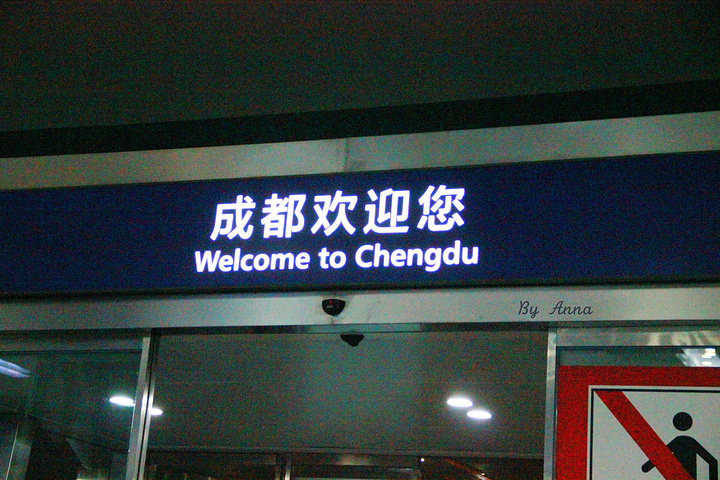 成都欢迎您
Welcome to Chengdu
By Anna